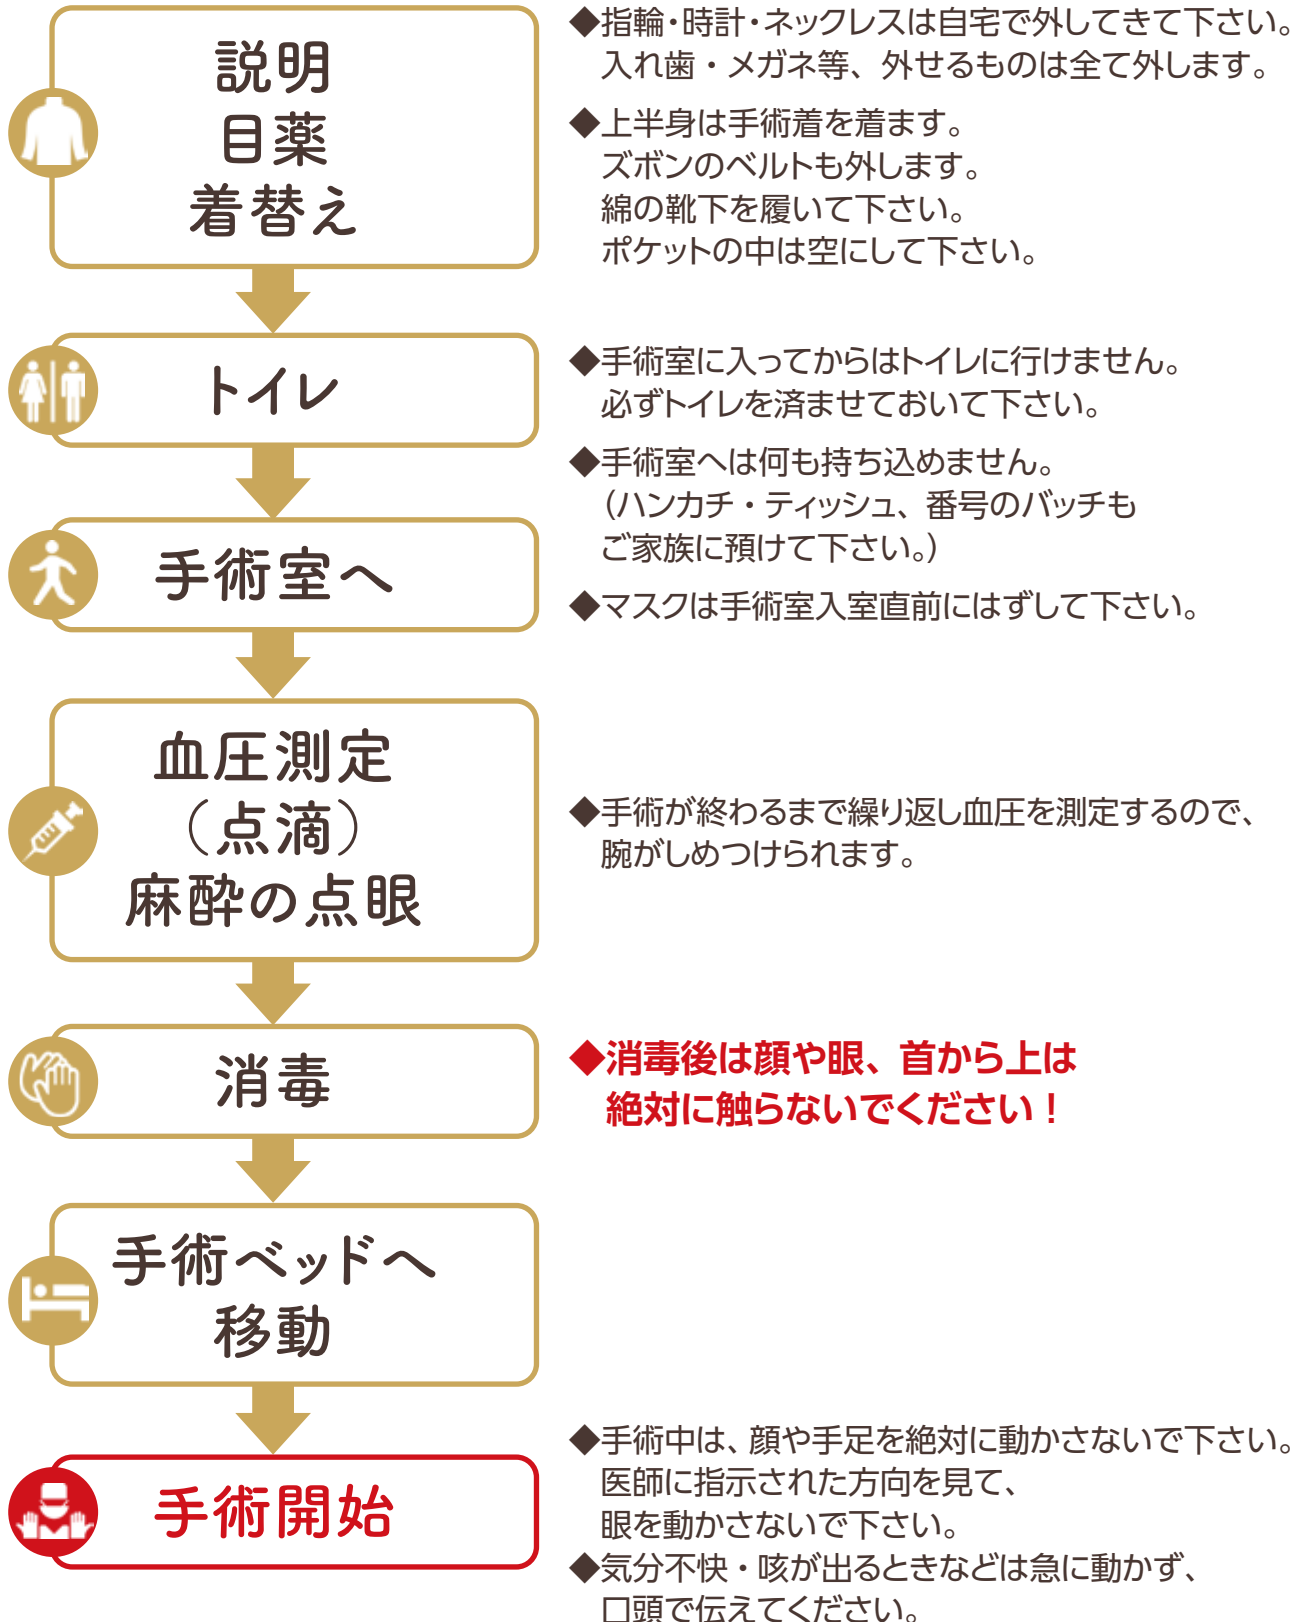 説明
目薬
着替え
◆指輪・時計・ネックレスは自宅で外してきて下さい。
入れ歯・メガネ等、外せるものは全て外します。
◆上半身は手術着を着ます。
ズボンのベルトも外します。
綿の靴下を履いて下さい。
ポケットの中は空にして下さい。
トイレ
◆手術室に入ってからはトイレに行けません。
必ずトイレを済ませておいて下さい。
手術室へ
◆手術室へは何も持ち込めません。
（ハンカチ・ティッシュ、番号のバッチも
ご家族に預けて下さい。）
◆マスクは手術室入室直前にはずして下さい。
血圧測定
（点滴）
麻酔の点眼
◆手術が終わるまで繰り返し血圧を測定するので、
腕がしめつけられます。
消毒
◆消毒後は顔や眼、首から上は
絶対に触らないでください！
手術ベッドへ
移動
手術開始
◆手術中は、顔や手足を絶対に動かさないで下さい。
医師に指示された方向を見て、
眼を動かさないで下さい。
◆気分不快・咳が出るときなどは急に動かず、
口頭で伝えてください。